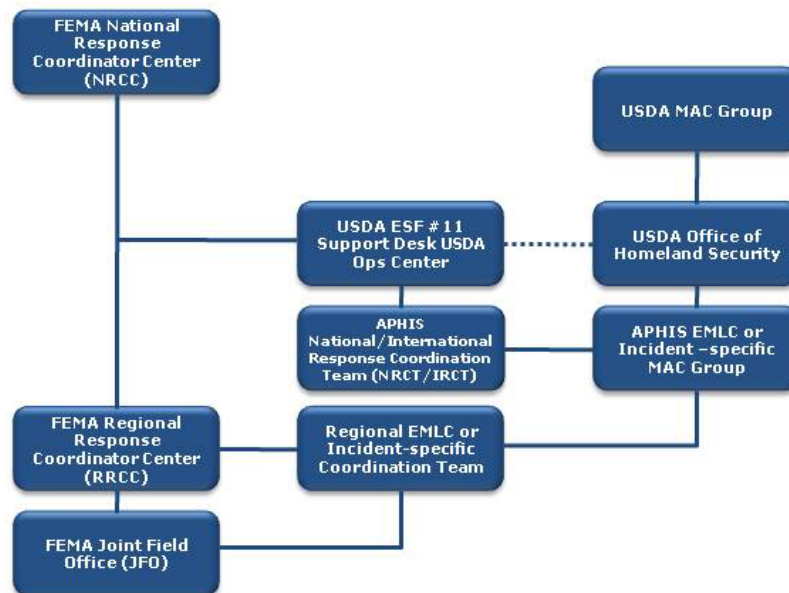 FEMA National
Response
Coordinator Center
(NRCC)
USDA MAC Group
USDA ESF # 11
Support Desk USDA
Ops Center
USDA Office of
Homeland Security
APHIS
National/International
Response Coordination
Team (NRCT/IRCT)
APHIS EMLC or
Incident –specific
MAC Group
FEMA Regional
Response
Coordinator Center
(RRCC)
Regional EMLC or
Incident-specific
Coordination Team
FEMA Joint Field
Office (JFO)